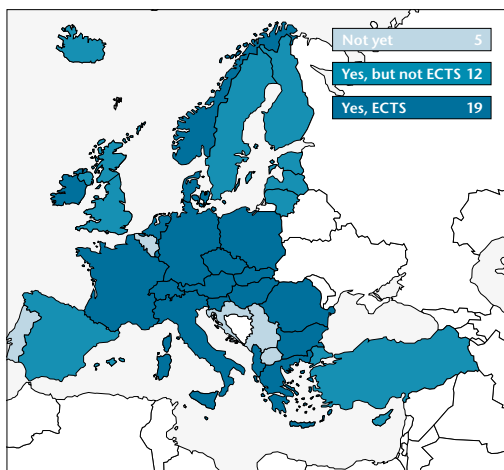 Not yet 5
Yes, but not ECTS 12
Yes, ECTS 19